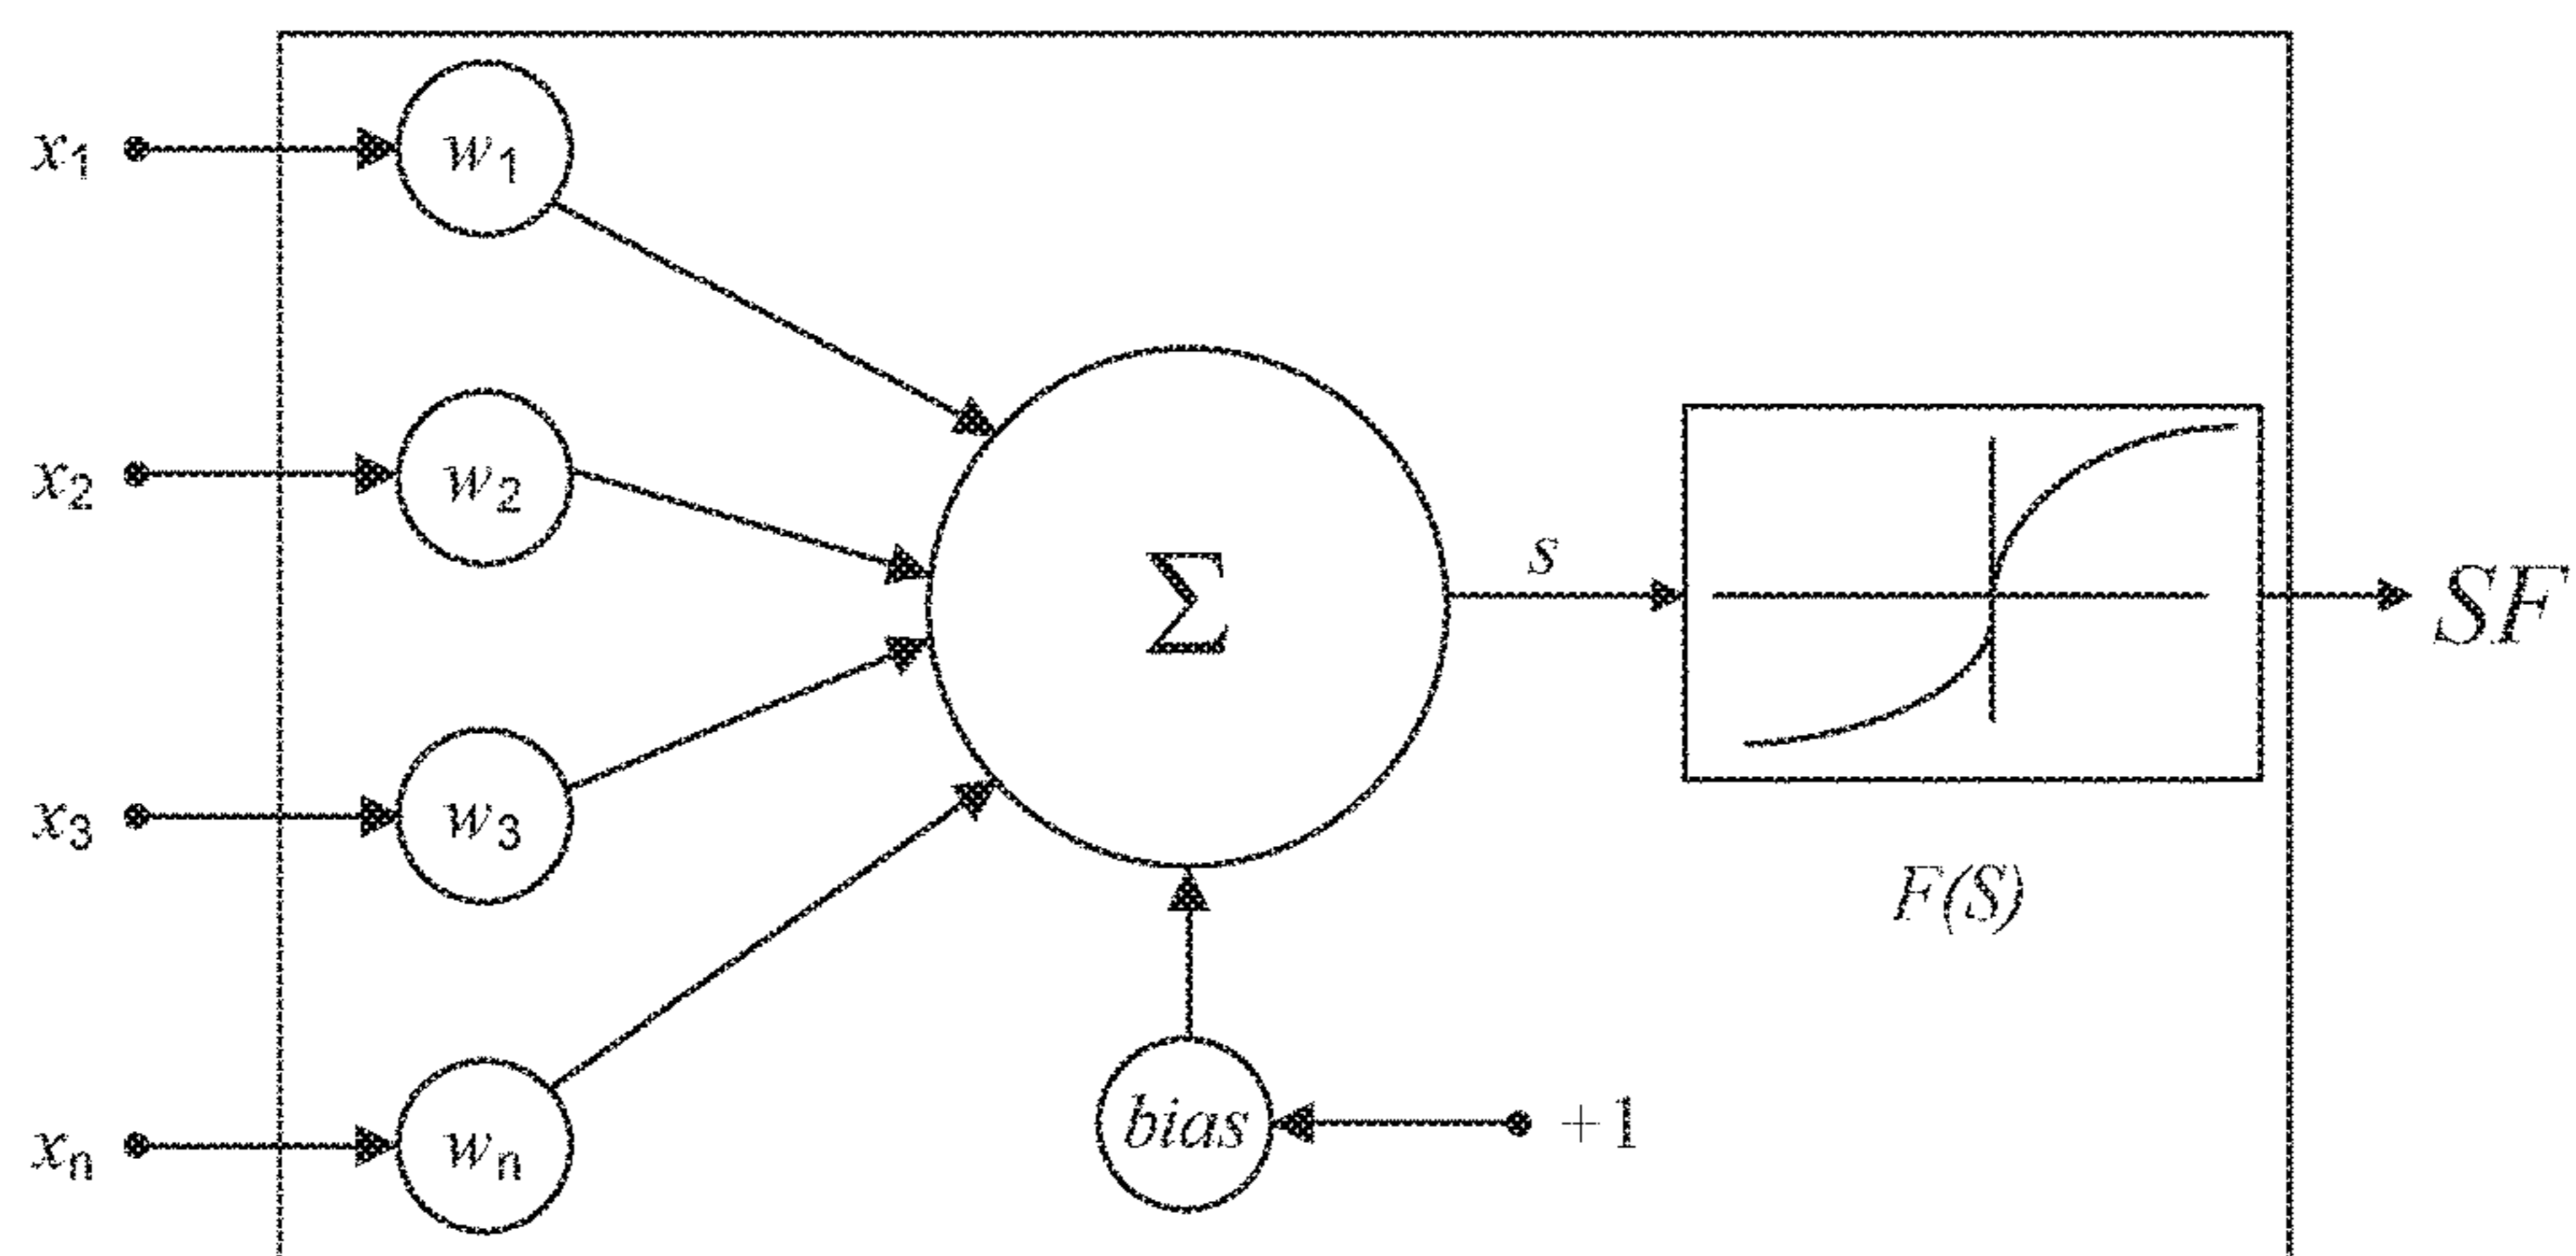 x1 w1
x2 w2
Σ s SF
x3 w3
F(S)
xn wn bias +1